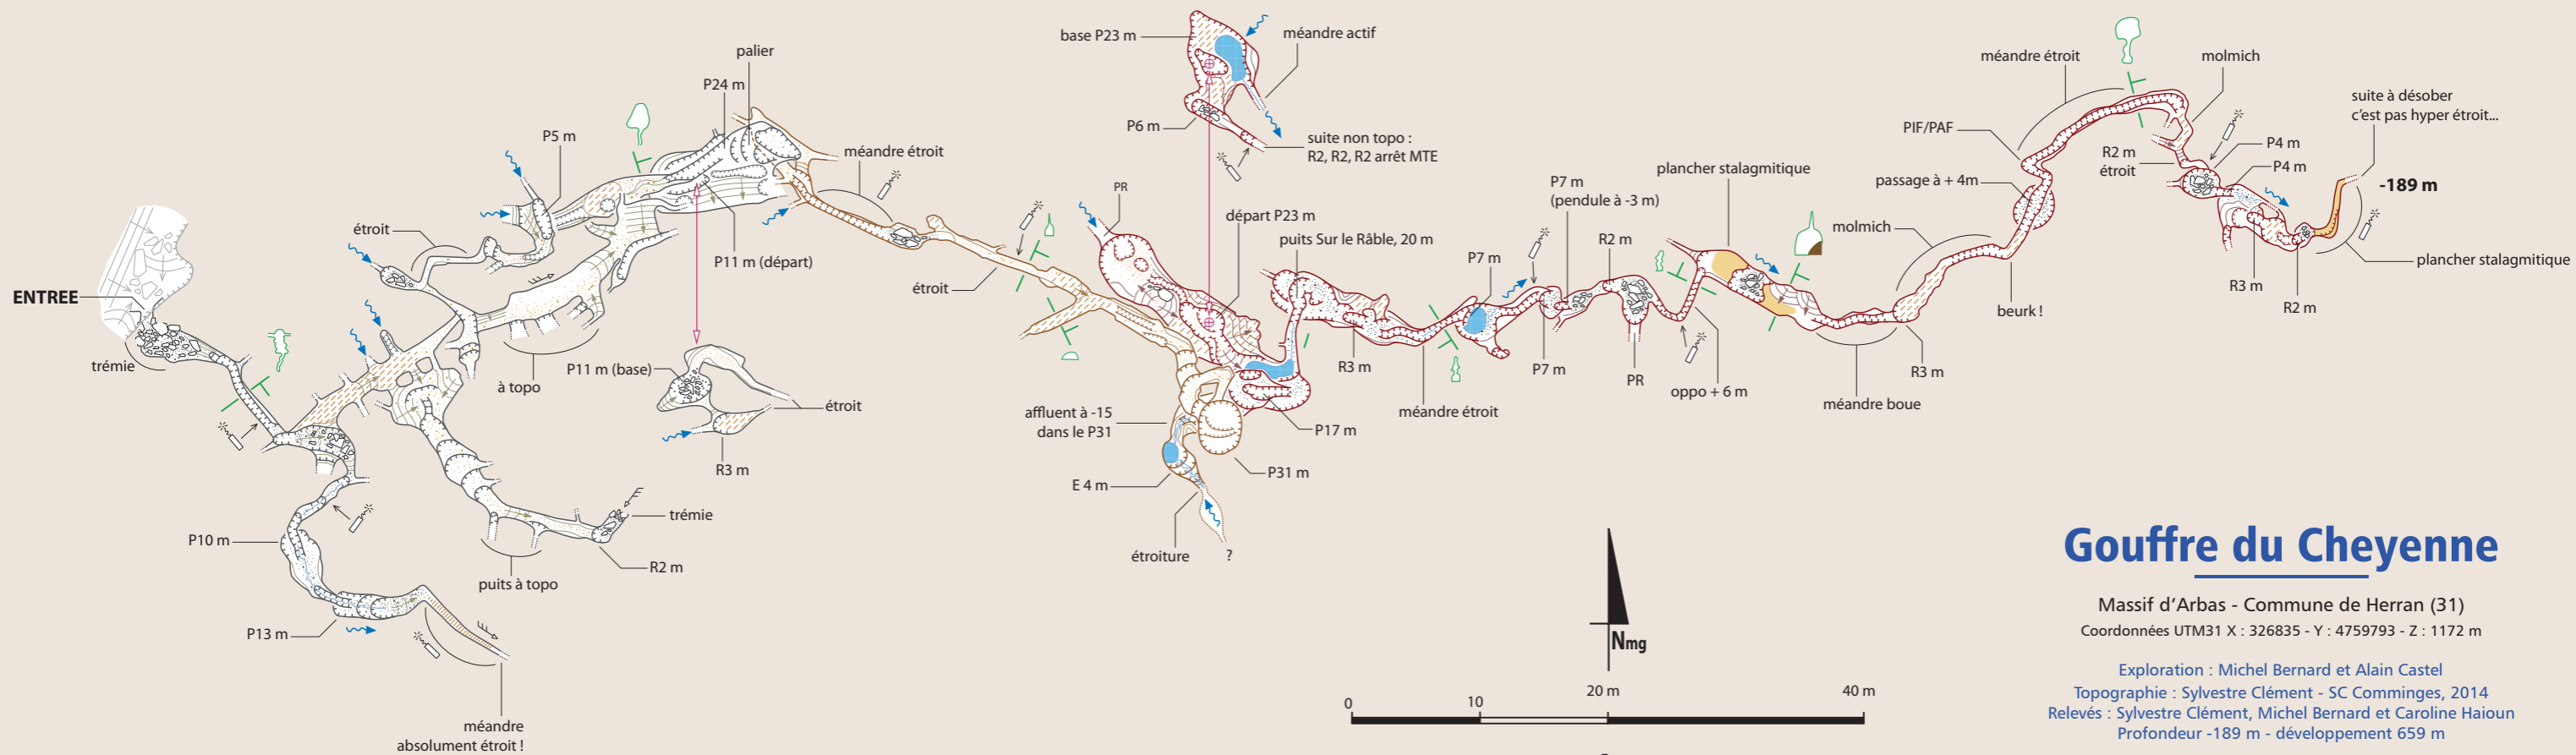 palier
P24 m
P5 m
étroit
ENTREE
trémie
méandre étroit
P11 m (départ)
étroit
à topo
P11 m (base)
étroit
R3 m
trémie
R2 m
puits à topo
P10 m
P13 m
méandre
absolument étroit !
base P23 m
méandre actif
P6 m
suite non topo :
R2, R2, R2 arrêt MTE
PR
départ P23 m
puits Sur le Râble, 20 m
affluent à -15
dans le P31
E 4 m
étroiture
?
P31 m
P17 m
R3 m
méandre étroit
P7 m
P7 m
(pendule à -3 m)
R2 m
P7 m
PR
oppo + 6 m
plancher stalagmitique
molmich
méandre boue
R3 m
beurk !
passage à + 4m
PIF/PAF
méandre étroit
molmich
R2 m
étroit
P4 m
P4 m
suite à désober
c'est pas hyper étroit...
-189 m
plancher stalagmitique
R3 m
R2 m
Nmg
0
10
20 m
40 m
Gouffre du Cheyenne
Massif d'Arbas - Commune de Herran (31)
Coordonnées UTM31 X : 326835 - Y : 4759793 - Z : 1172 m
Exploration : Michel Bernard et Alain Castel
Topographie : Sylvestre Clément - SC Comminges, 2014
Relevés : Sylvestre Clément, Michel Bernard et Caroline Haioun
Profondeur -189 m - développement 659 m